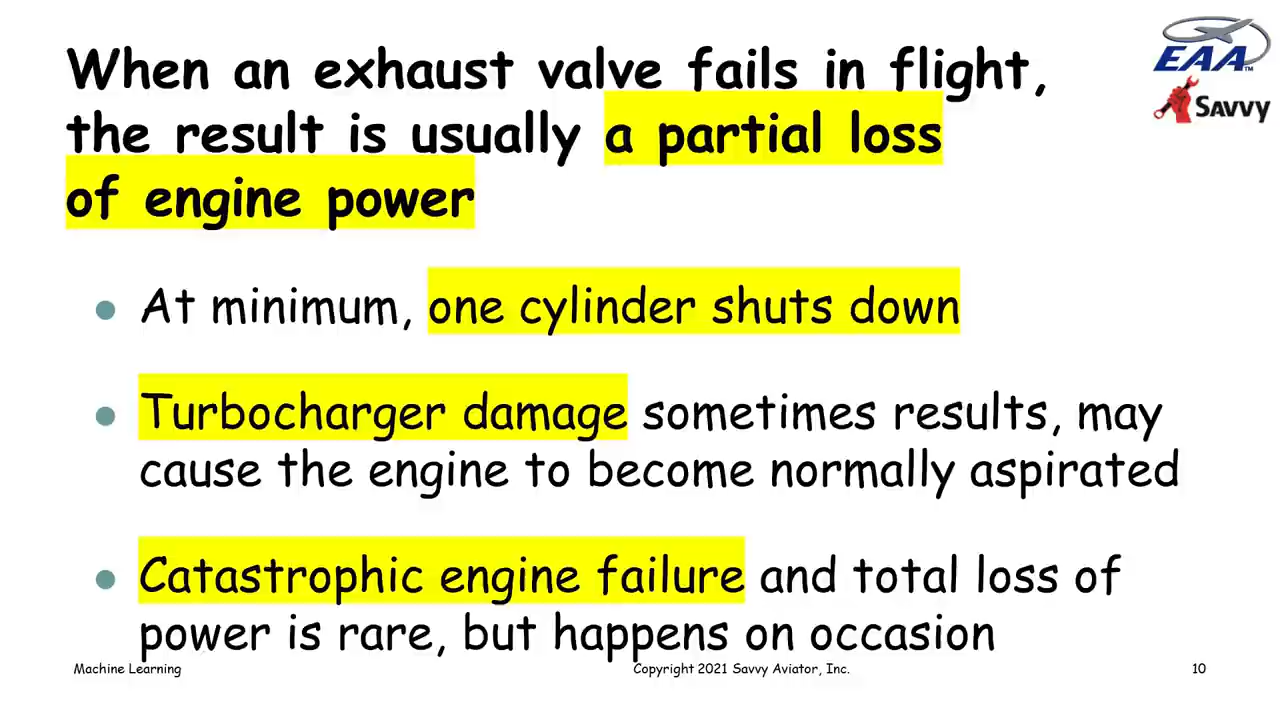 When an exhaust valve fails in flight,
the result is usually a partial loss
of engine power
EAA™
Savvy
At minimum, one cylinder shuts down
Turbocharger damage sometimes results, may
cause the engine to become normally aspirated
Catastrophic engine failure and total loss of
power is rare, but happens on occasion
Machine Learning
Copyright 2021 Savvy Aviator, Inc.
10